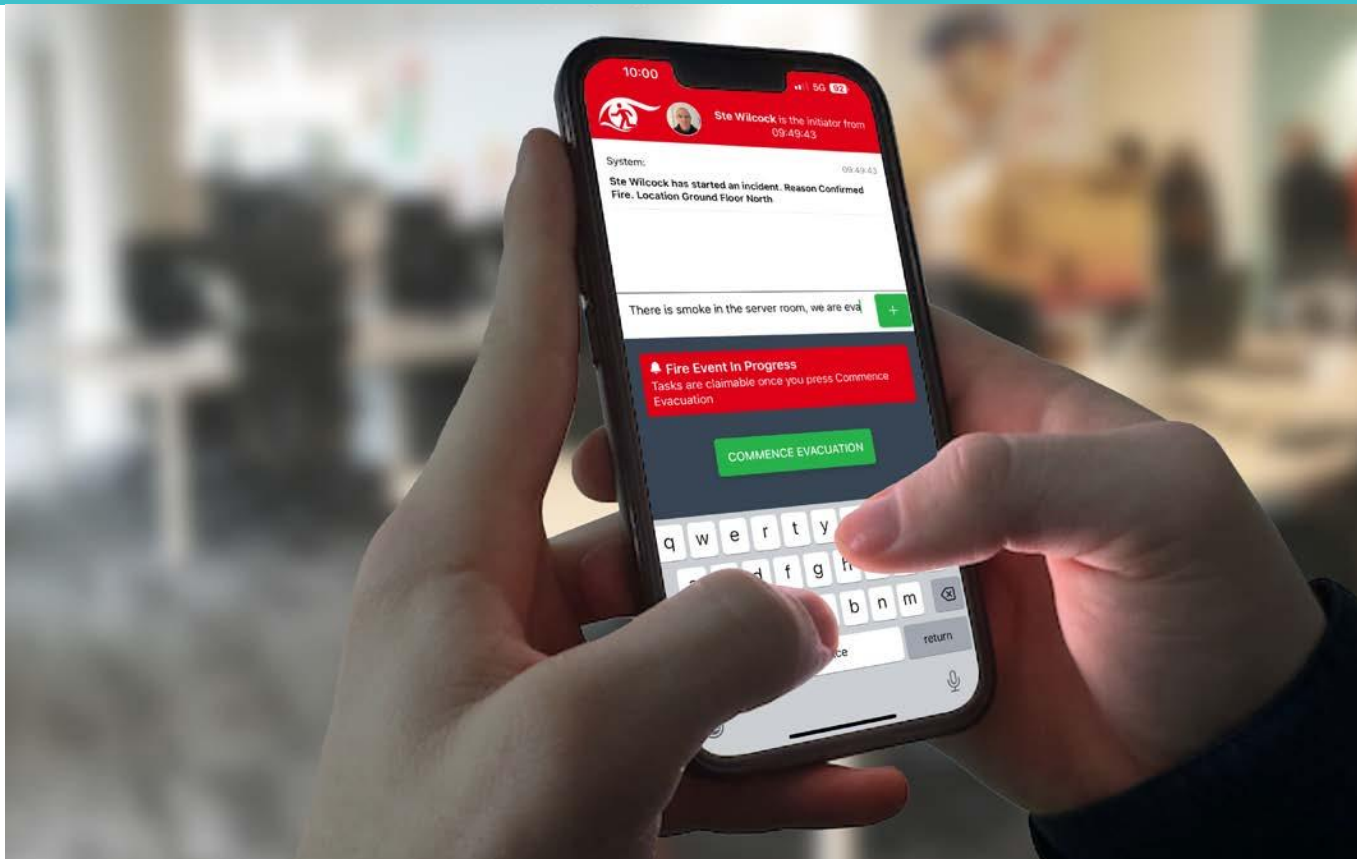 10:00
5G 92
Ste Wilcock is the initiator from
09:49:43
System:
09:49:43
Ste Wilcock has started an incident. Reason Confirmed
Fire. Location Ground Floor North
There is smoke in the server room, we are eva
+
Fire Event In Progress
Tasks are claimable once you press Commence
Evacuation
COMMENCE EVACUATION
q w e r t y
d f g h
b n m
ce
return